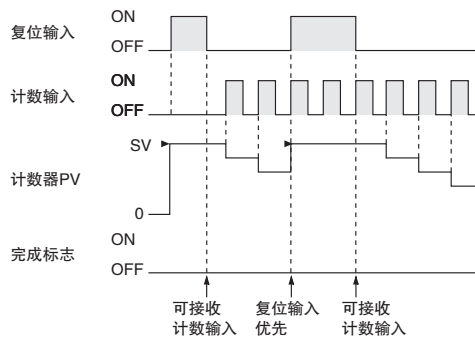 复位输入
ON
OFF
计数输入
ON
OFF
计数器PV
SV
0
完成标志
ON
OFF
可接收
计数输入
复位输入
优先
可接收
计数输入